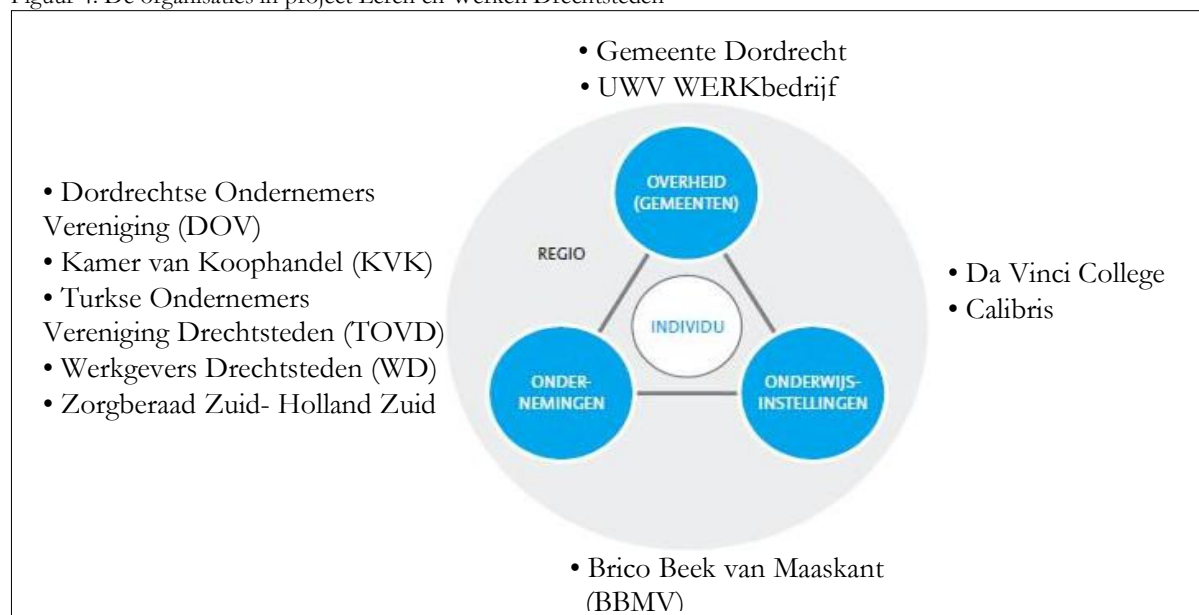 Figuur 4. De organisaties in project Leren en Werken Drechtsteden
• Gemeente Dordrecht
• UWV WERKbedrijf
• Dordrechtse Ondernemers
Vereniging (DOV)
• Kamer van Koophandel (KVK)
• Turkse Ondernemers
Vereniging Drechtsteden (TOVD)
• Werkgevers Drechtsteden (WD)
• Zorgberaad Zuid- Holland Zuid
OVERHEID
(GEMEENTEN)
REGIO
INDIVIDU
ONDER-
NEMINGEN
ONDERWIJS-
INSTELLINGEN
• Da Vinci College
• Calibris
• Brico Beek van Maaskant
(BBMV)